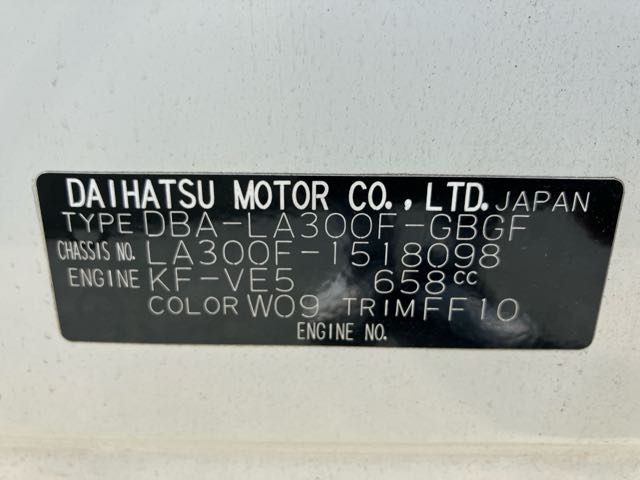 DAIHATSU MOTOR CO., LTD. JAPAN
TYPE DBA-LA300F-GBGF
CHASSIS NO. LA300F-1518098
ENGINE KF-VE5 658cc
COLOR W09 TRIM FF10
ENGINE NO.